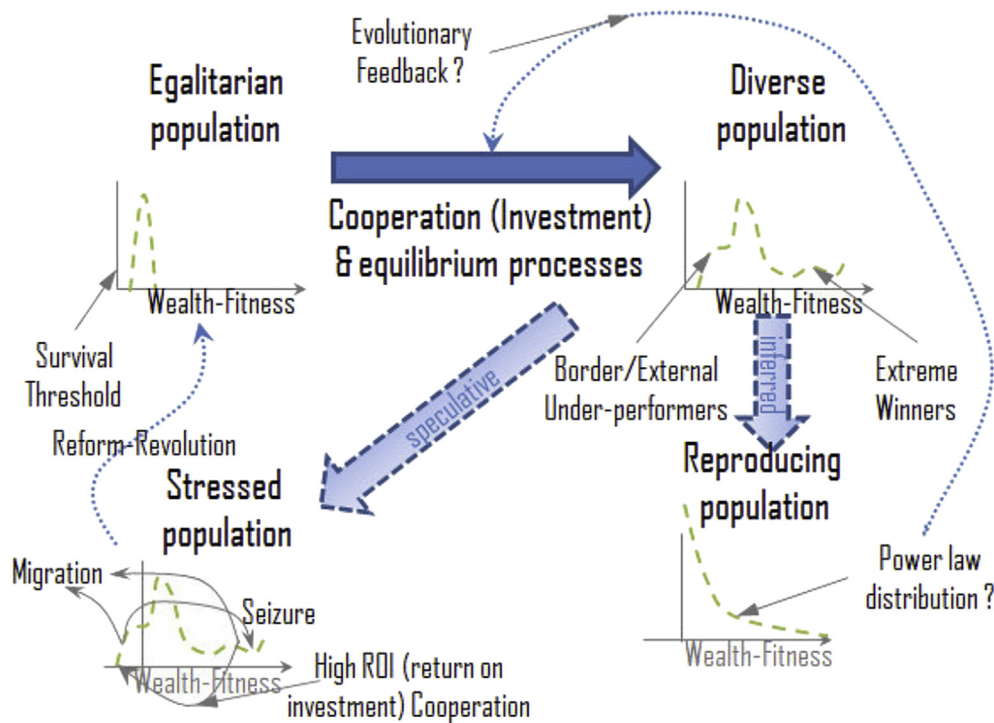 Evolutionary
Feedback ?
Egalitarian
population
Diverse
population
Cooperation (Investment)
& equilibrium processes
Wealth-Fitness
Wealth-Fitness
Survival
Threshold
Border/External
Under-performers
inferred
Extreme
Winners
speculative
Reform-Revolution
Stressed
population
Reproducing
population
Migration
Seizure
Power law
distribution ?
Wealth-Fitness
Wealth-Fitness
High ROI (return on
investment) Cooperation